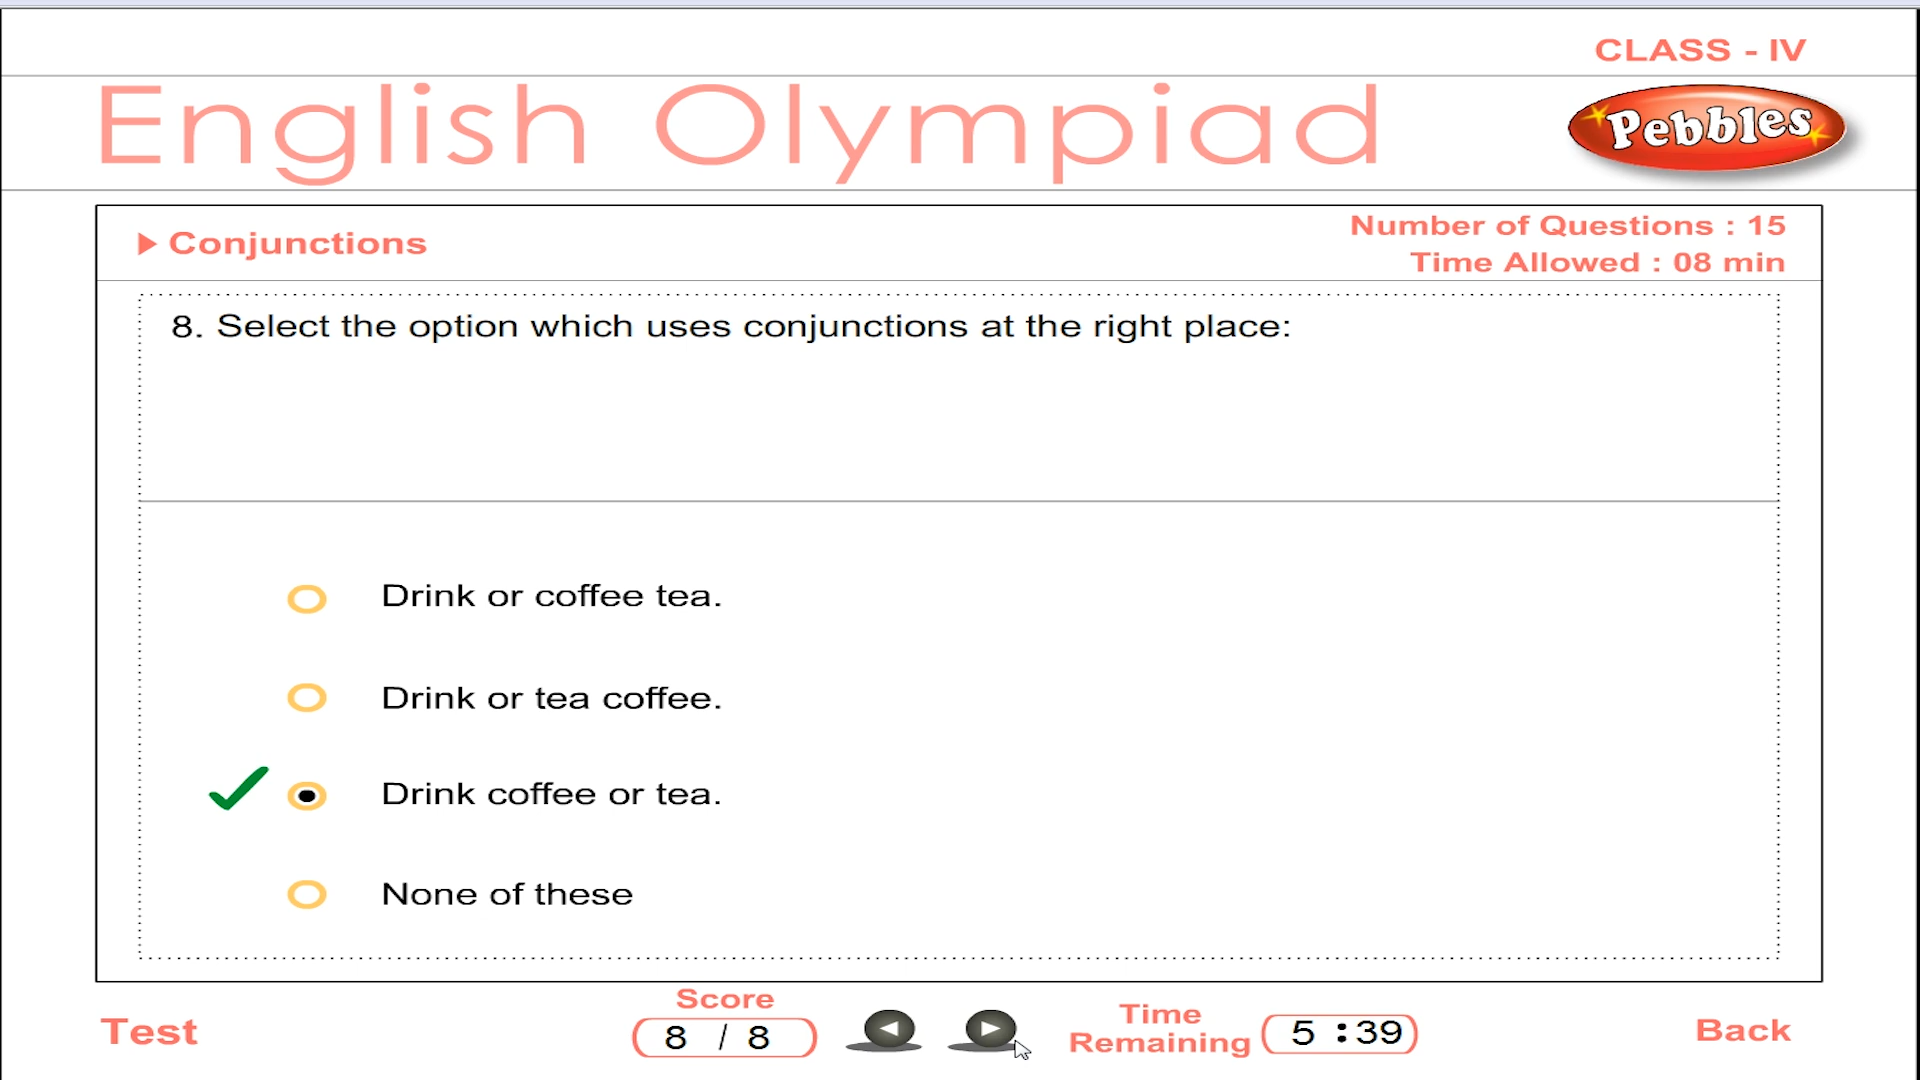 CLASS - IV
English Olympiad
Pebbles
Conjunctions
Number of Questions : 15
Time Allowed : 08 min
8. Select the option which uses conjunctions at the right place:
Drink or coffee tea.
Drink or tea coffee.
Drink coffee or tea.
None of these
Test
Score
8 / 8
Time
Remaining
5 : 39
Back